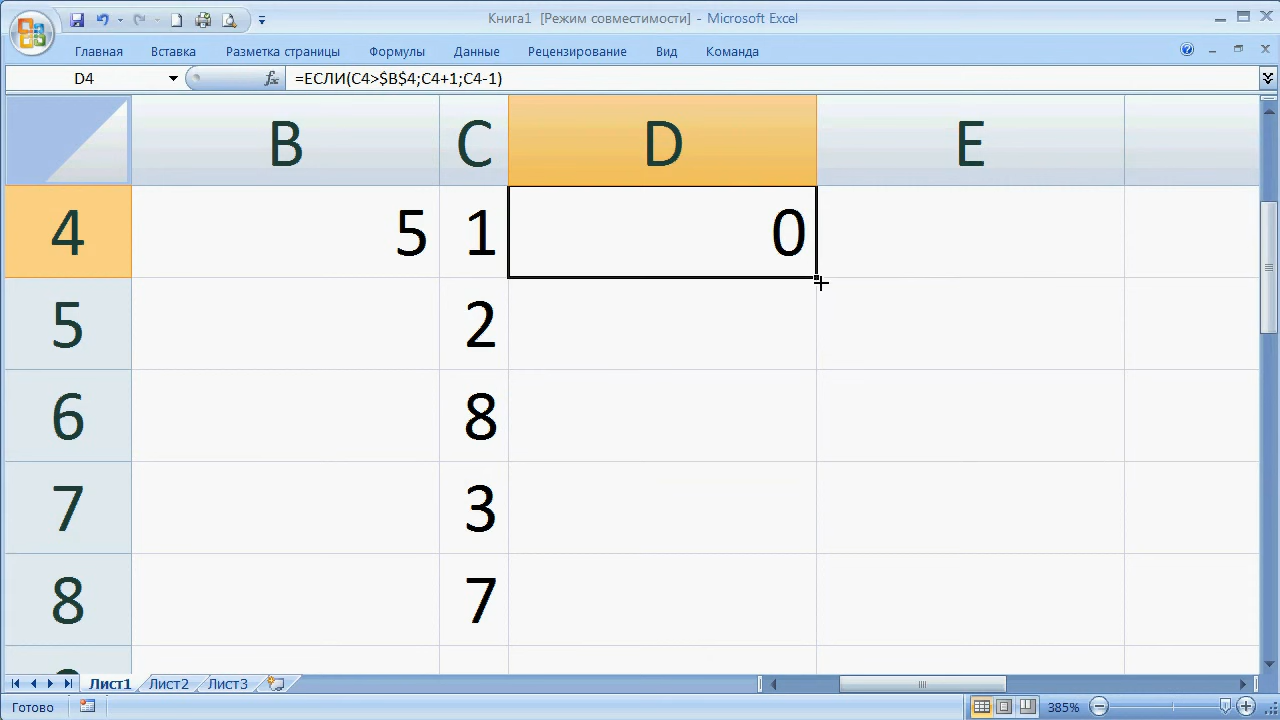 Книга1 [Режим совместимости] - Microsoft Excel
Главная Вставка Разметка страницы Формулы Данные Рецензирование Вид Команда
D4 fx =ЕСЛИ(C4>$B$4;C4+1;C4-1)
B C D E
4 5 1 0
5 2
6 8
7 3
8 7
Лист1 Лист2 Лист3
Готово 385%